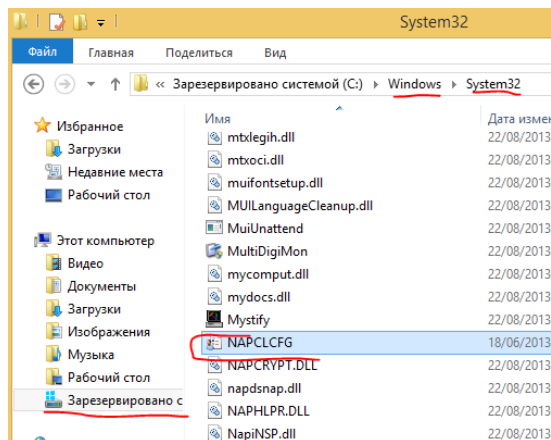 System32
Файл Главная Поделиться Вид
« Зарезервировано системой (C:) Windows System32
Имя Дата измен
Избранное
Загрузки
Недавние места
Рабочий стол
Этот компьютер
Видео
Документы
Загрузки
Изображения
Музыка
Рабочий стол
Зарезервировано с
mtxlegih.dll 22/08/2013
mtxoci.dll 22/08/2013
muifontsetup.dll 22/08/2013
MUILanguageCleanup.dll 22/08/2013
MuiUnattend 22/08/2013
MultiDigiMon 22/08/2013
mycomput.dll 22/08/2013
mydocs.dll 22/08/2013
Mystify 22/08/2013
NAPCLCFG 18/06/2013
NAPCRYPT.DLL 22/08/2013
napdsnap.dll 22/08/2013
NAPHLPR.DLL 22/08/2013
NapiNSP.dll 22/08/2013